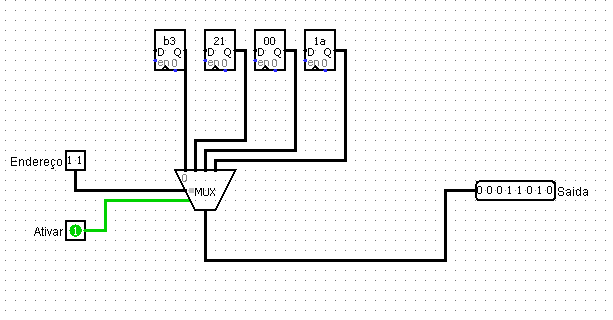 b3 21 00 1a
D Q D Q D Q D Q
en 0 en 0 en 0 en 0
Endereço 1 1
0
MUX
0 0 0 1 1 0 1 0 Saida
Ativar 1